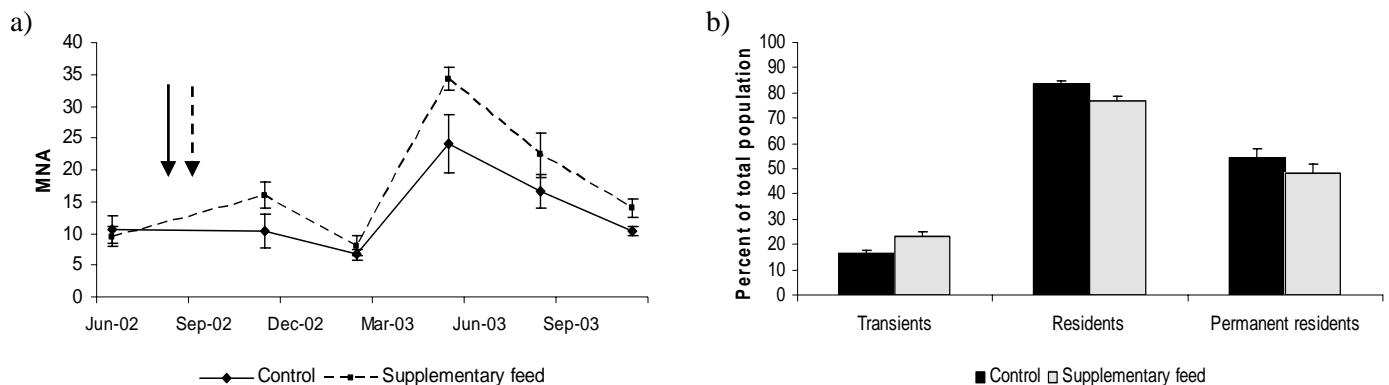 a)
40
35
30
25
20
15
10
5
0
MNA
Jun-02 Sep-02 Dec-02 Mar-03 Jun-03 Sep-03
Control Supplementary feed
b)
100
90
80
70
60
50
40
30
20
10
0
Percent of total population
Transients Residents Permanent residents
Control Supplementary feed